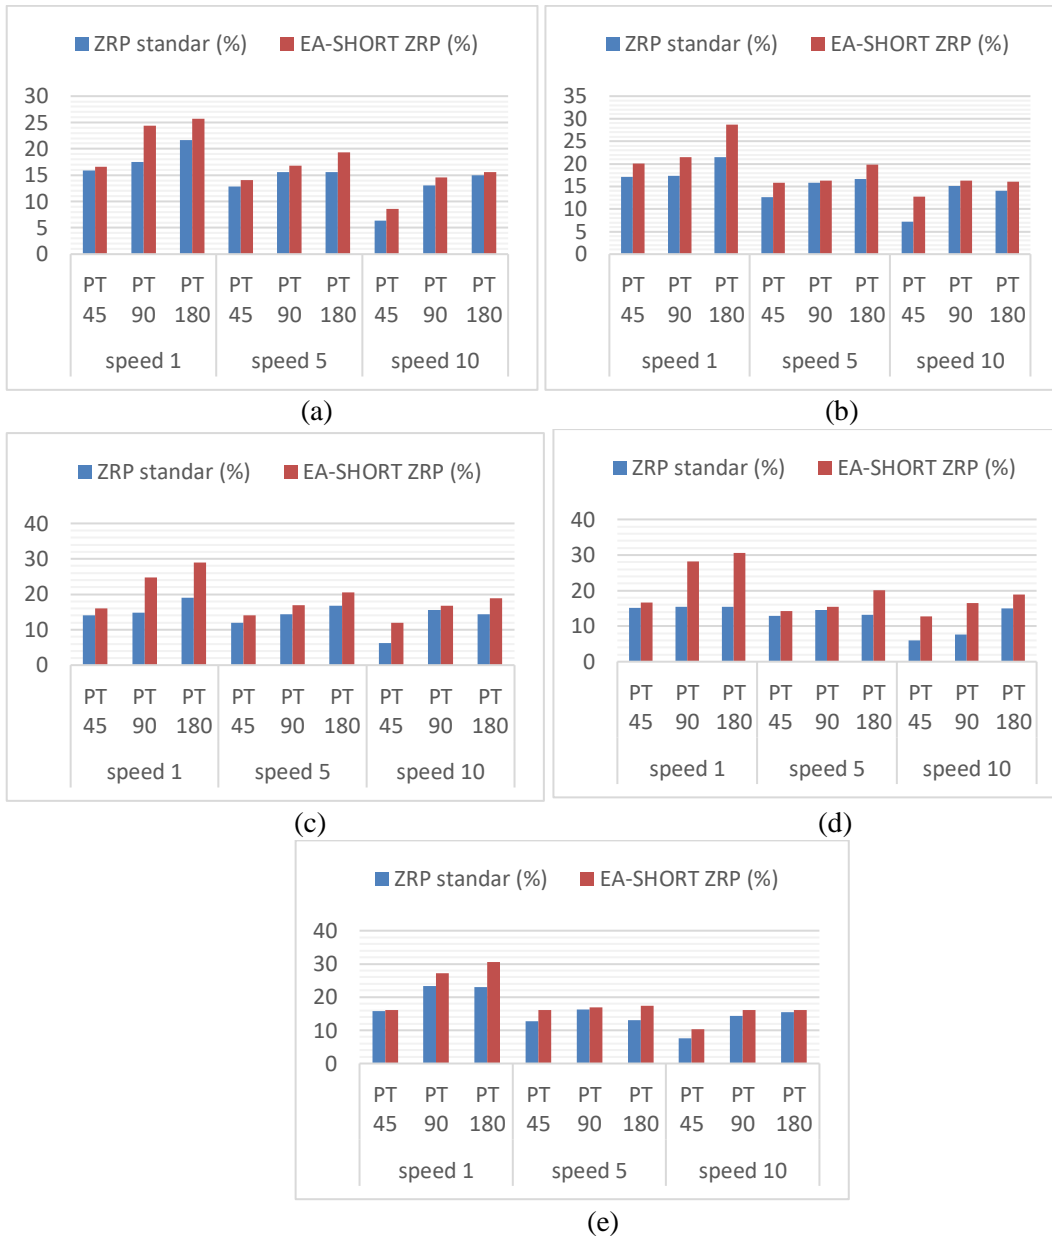 ZRP standar (%) EA-SHORT ZRP (%)
30
25
20
15
10
5
0
PT PT PT PT PT PT PT PT PT
45 90 180 45 90 180 45 90 180
speed 1 speed 5 speed 10
(a)
ZRP standar (%) EA-SHORT ZRP (%)
35
30
25
20
15
10
5
0
PT PT PT PT PT PT PT PT PT
45 90 180 45 90 180 45 90 180
speed 1 speed 5 speed 10
(b)
ZRP standar (%) EA-SHORT ZRP (%)
40
30
20
10
0
PT PT PT PT PT PT PT PT PT
45 90 180 45 90 180 45 90 180
speed 1 speed 5 speed 10
(c)
ZRP standar (%) EA-SHORT ZRP (%)
40
30
20
10
0
PT PT PT PT PT PT PT PT PT
45 90 180 45 90 180 45 90 180
speed 1 speed 5 speed 10
(d)
ZRP standar (%) EA-SHORT ZRP (%)
40
30
20
10
0
PT PT PT PT PT PT PT PT PT
45 90 180 45 90 180 45 90 180
speed 1 speed 5 speed 10
(e)